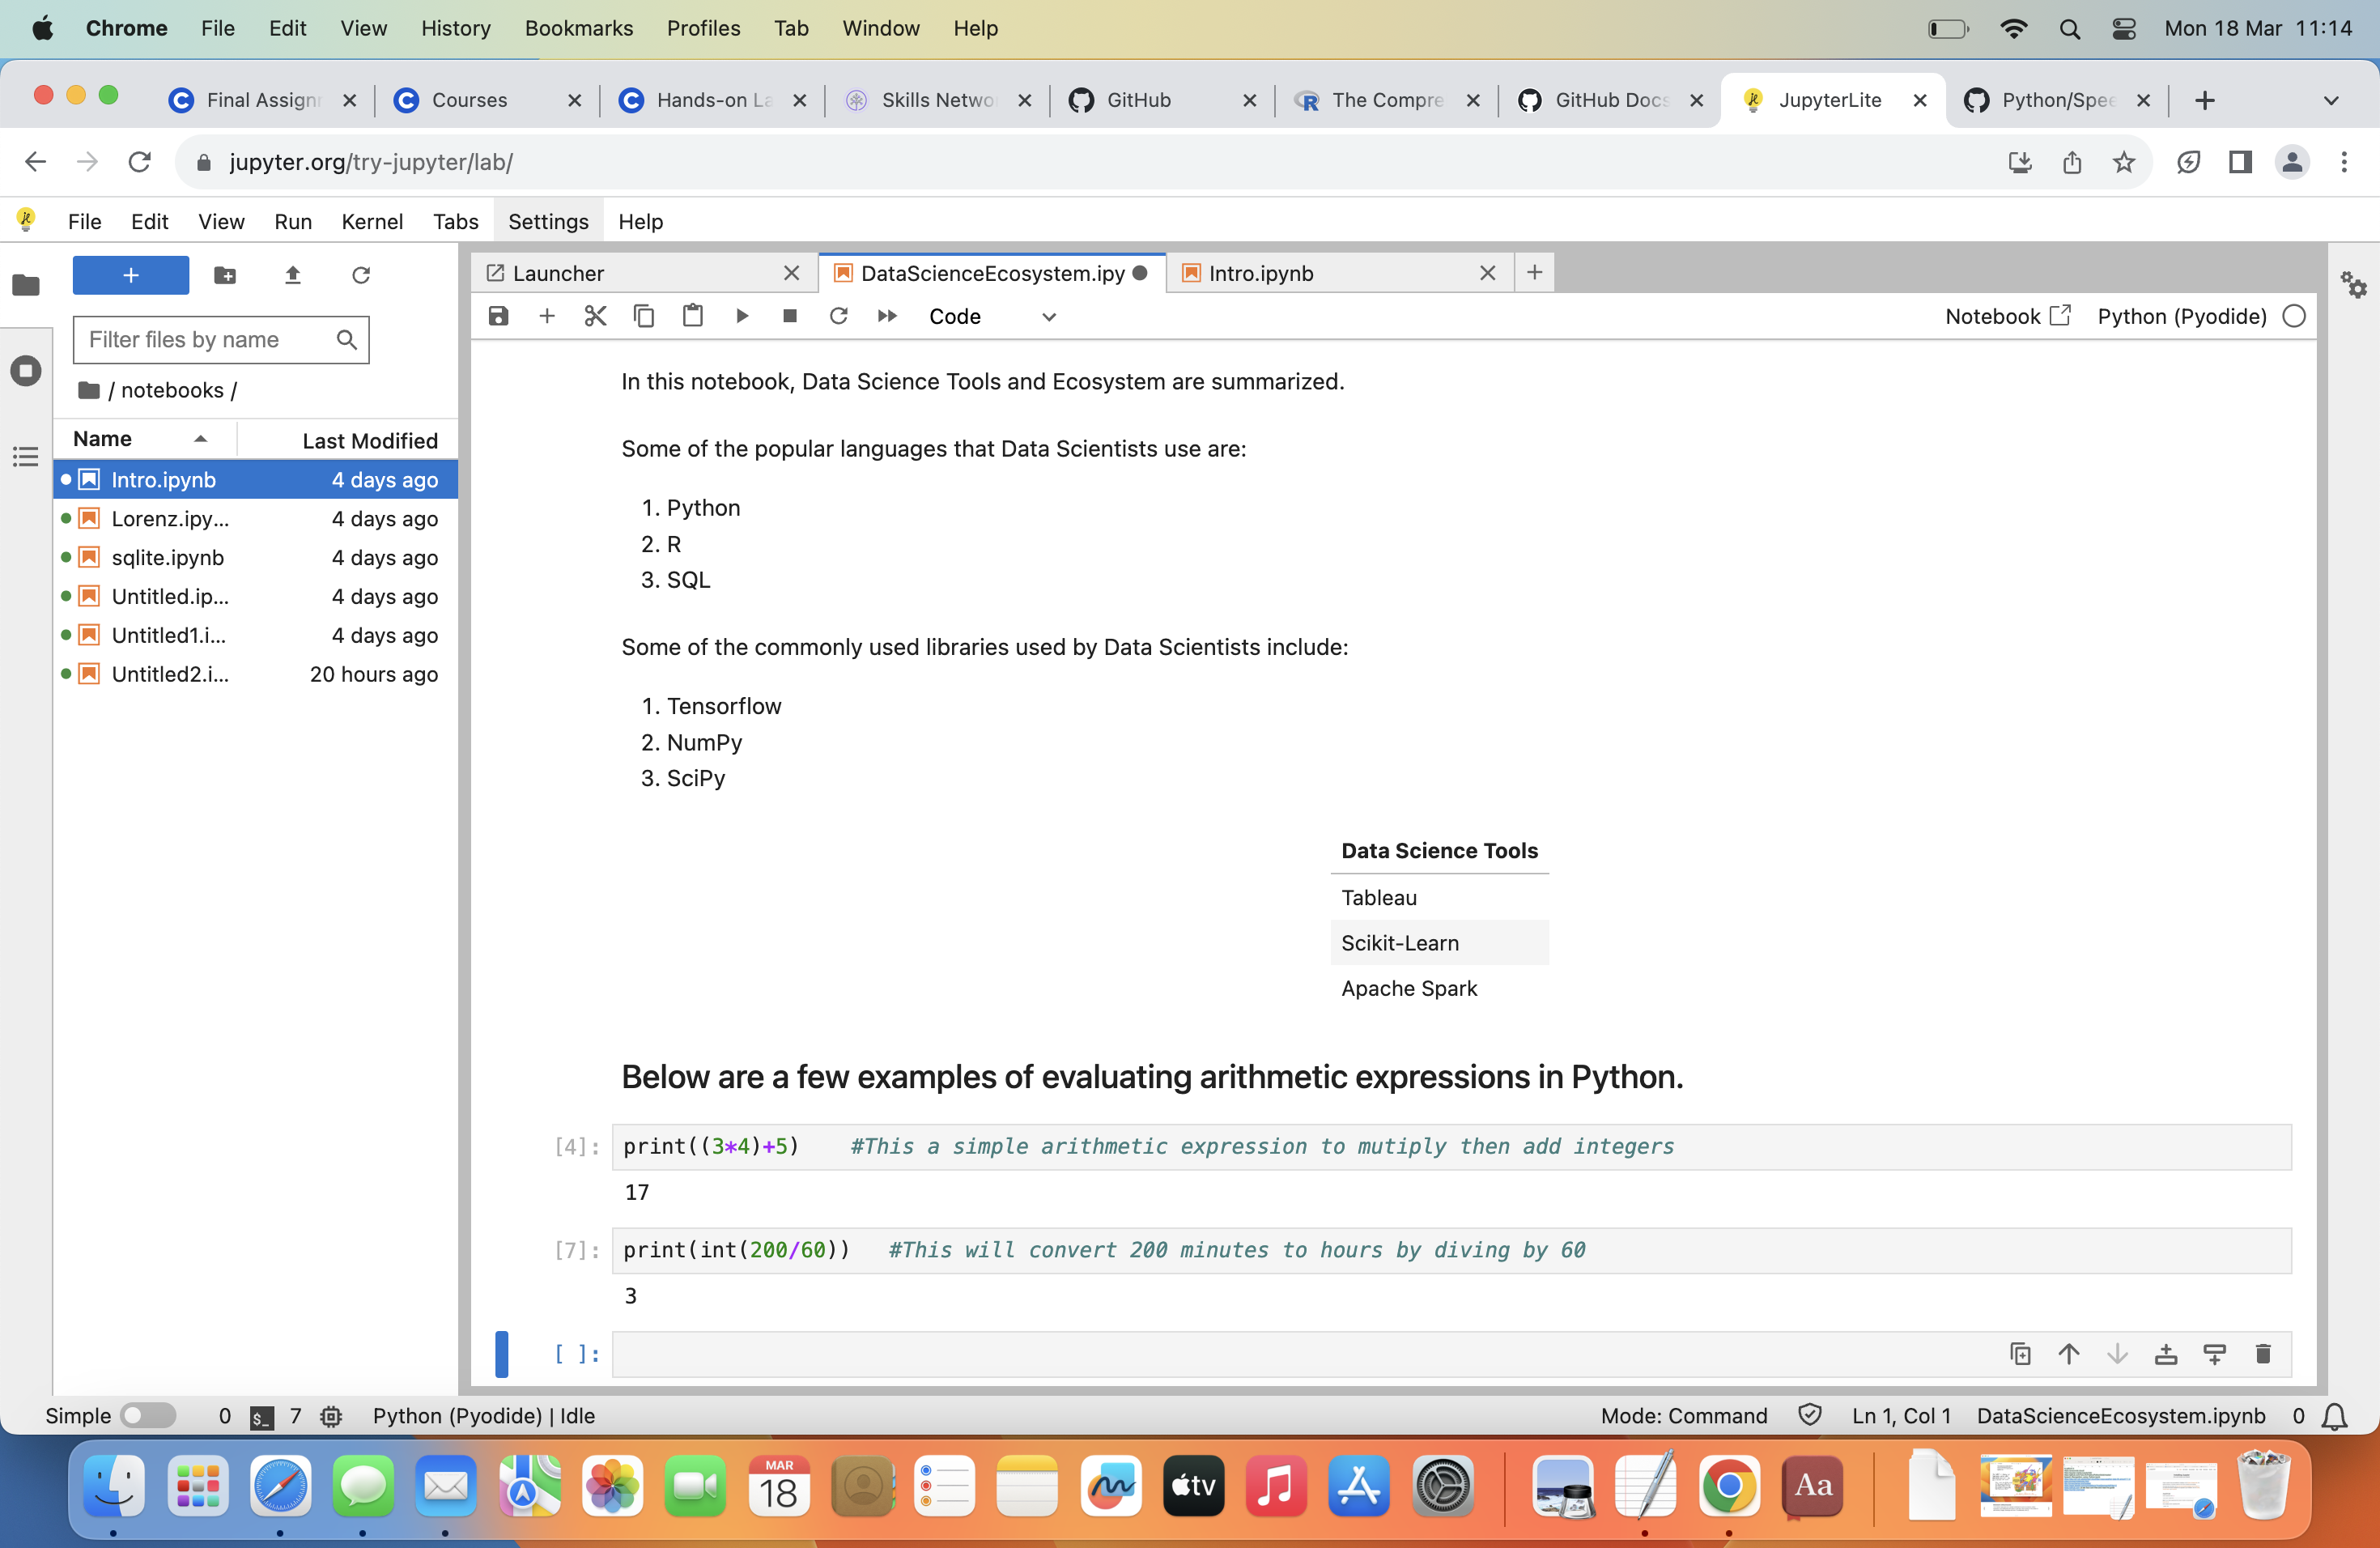 Chrome File Edit View History Bookmarks Profiles Tab Window Help Mon 18 Mar 11:14
Final Assign Courses Hands-on La Skills Netwo GitHub The Compre GitHub Docs JupyterLite Python/Spee
jupyter.org/try-jupyter/lab/
File Edit View Run Kernel Tabs Settings Help
Launcher DataScienceEcosystem.ipy Intro.ipynb
Code Notebook Python (Pyodide)
Filter files by name
/ notebooks /
Name Last Modified
Intro.ipynb 4 days ago
Lorenz.ipy... 4 days ago
sqlite.ipynb 4 days ago
Untitled.ip... 4 days ago
Untitled1.i... 4 days ago
Untitled2.i... 20 hours ago
In this notebook, Data Science Tools and Ecosystem are summarized.
Some of the popular languages that Data Scientists use are:
1. Python
2. R
3. SQL
Some of the commonly used libraries used by Data Scientists include:
1. Tensorflow
2. NumPy
3. SciPy
Data Science Tools
Tableau
Scikit-Learn
Apache Spark
Below are a few examples of evaluating arithmetic expressions in Python.
[4]: print((3*4)+5) #This a simple arithmetic expression to mutiply then add integers
17
[7]: print(int(200/60)) #This will convert 200 minutes to hours by diving by 60
3
[ ]:
Simple 0 $_ 7 Python (Pyodide) | Idle Mode: Command Ln 1, Col 1 DataScienceEcosystem.ipynb 0
MAR
18
tv
Aa